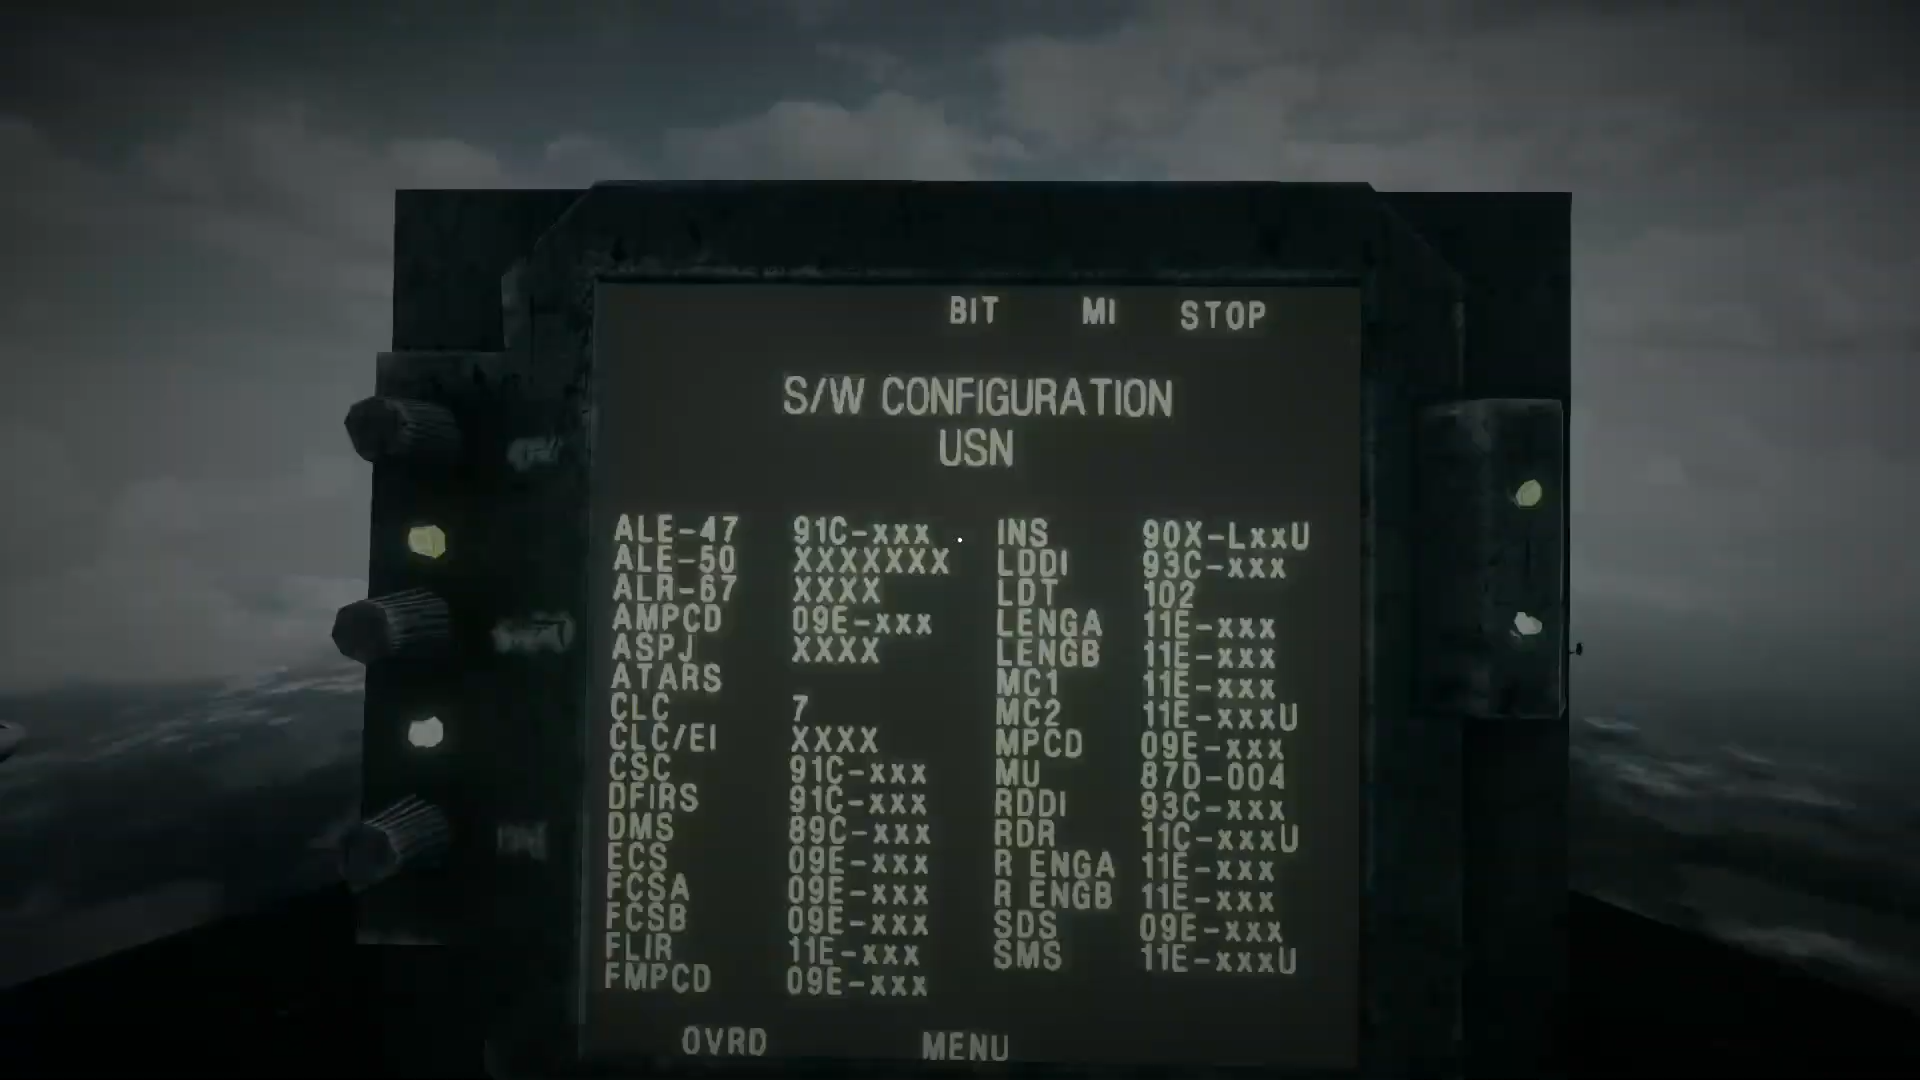 BIT MI STOP
S/W CONFIGURATION
USN
ALE-47 91C-xxx INS 90X-LxxU
ALE-50 XXXXXXX LDDI 93C-xxx
ALR-67 XXXX LDT 102
AMPCD 09E-xxx LENGA 11E-xxx
ASPJ XXXX LENGB 11E-xxx
ATARS MC1 11E-xxx
CLC 7 MC2 11E-xxxU
CLC/EI XXXX MPCD 09E-xxx
CSC 91C-xxx MU 87D-004
DFIRS 91C-xxx RDDI 93C-xxx
DMS 89C-xxx RDR 11C-xxxU
ECS 09E-xxx R ENGA 11E-xxx
FCSA 09E-xxx R ENGB 11E-xxx
FCSB 09E-xxx SDS 09E-xxx
FLIR 11E-xxx SMS 11E-xxxU
FMPCD 09E-xxx
OVRD MENU